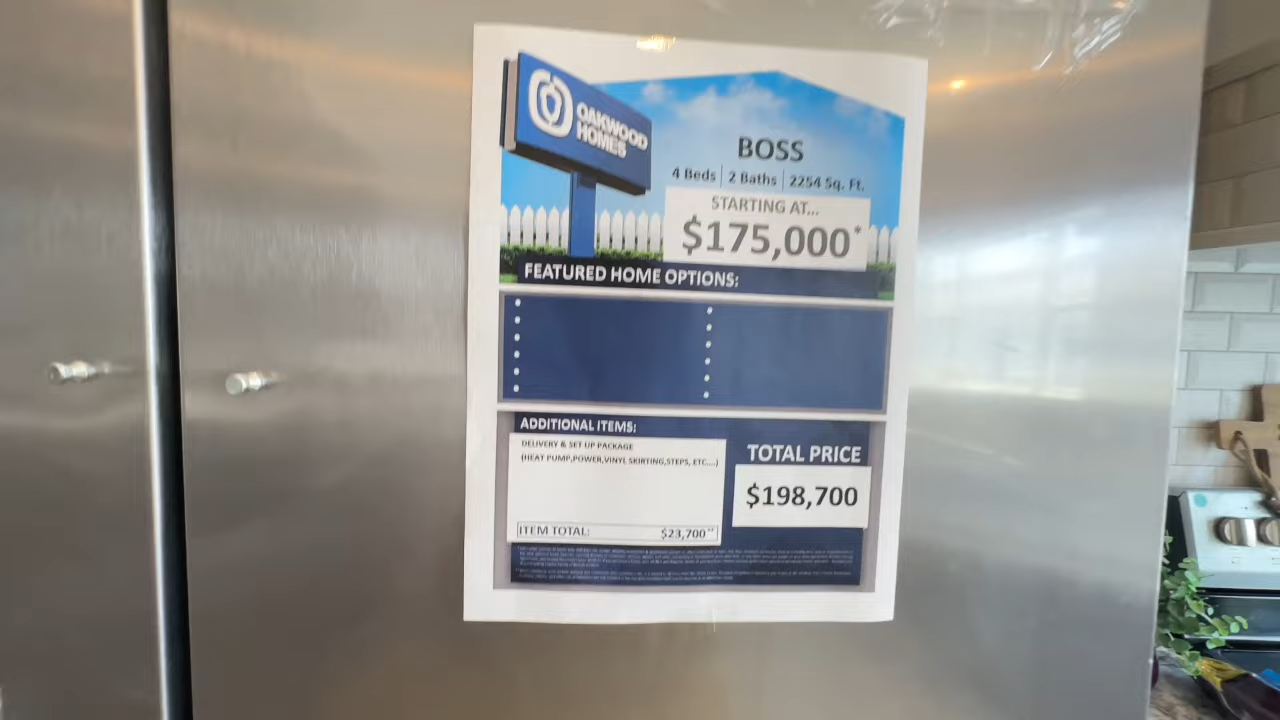 OAKWOOD
HOMES
BOSS
4 Beds | 2 Baths | 2254 Sq. Ft.
STARTING AT...
$175,000*
FEATURED HOME OPTIONS:
ADDITIONAL ITEMS:
DELIVERY & SET UP PACKAGE
(HEAT PUMP,POWER,VINYL SKIRTING,STEPS, ETC....)
TOTAL PRICE
$198,700
ITEM TOTAL: $23,700**